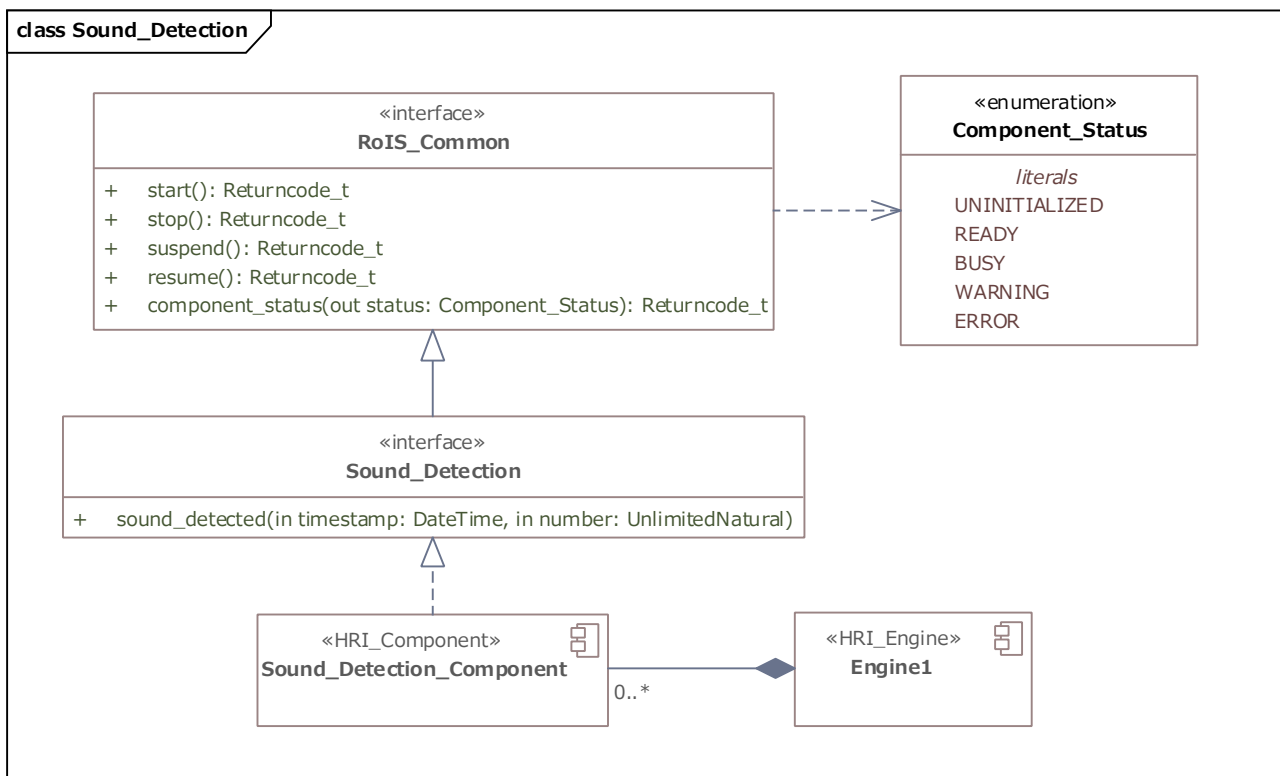 class Sound_Detection
«interface»
RoIS_Common
+ start(): Returncode_t
+ stop(): Returncode_t
+ suspend(): Returncode_t
+ resume(): Returncode_t
+ component_status(out status: Component_Status): Returncode_t
«enumeration»
Component_Status
literals
UNINITIALIZED
READY
BUSY
WARNING
ERROR
«interface»
Sound_Detection
+ sound_detected(in timestamp: DateTime, in number: UnlimitedNatural)
«HRI_Component»
Sound_Detection_Component
0..*
«HRI_Engine»
Engine1